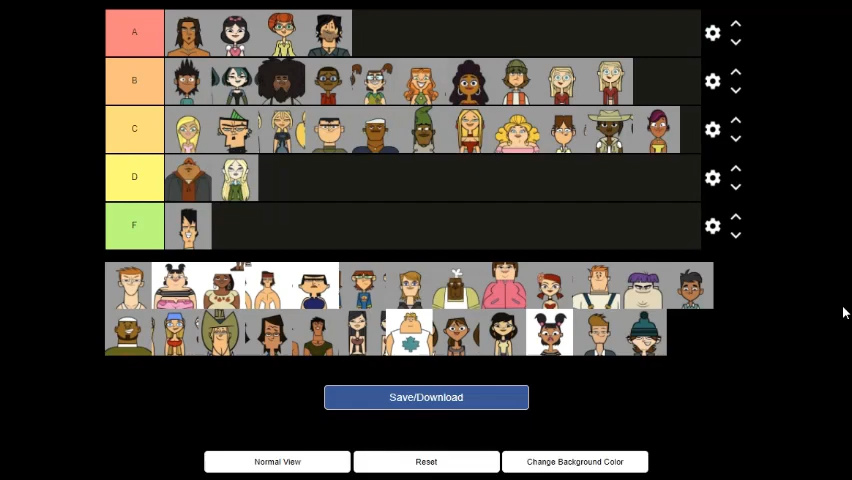 A
B
C
D
F
Save/Download
Normal View
Reset
Change Background Color